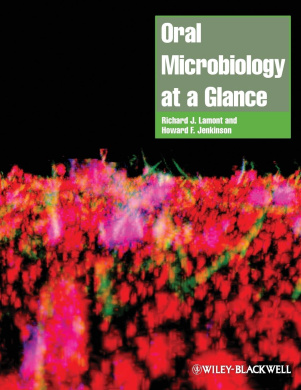 Oral
Microbiology
at a Glance
Richard J. Lamont and
Howard F. Jenkinson
WILEY-BLACKWELL